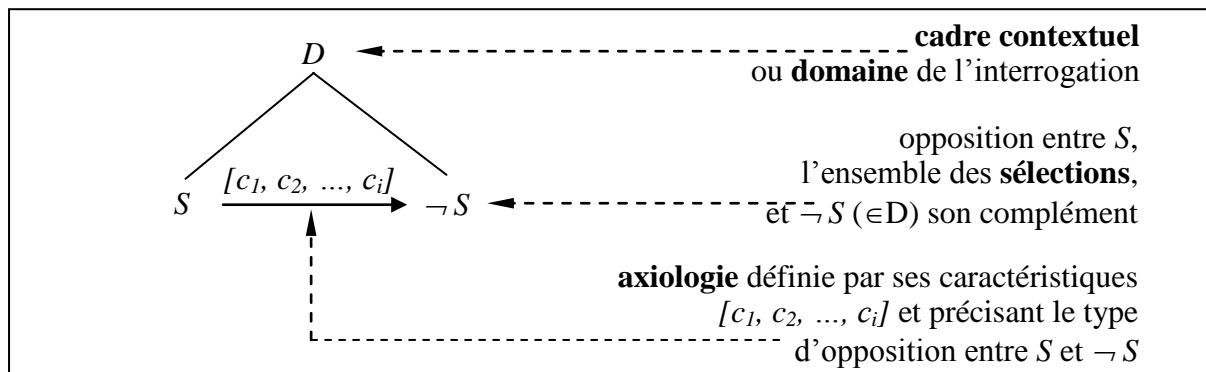 D
cadre contextuel
ou domaine de l’interrogation
opposition entre S,
l’ensemble des sélections,
et ¬ S (∈D) son complément
S [c1, c2, ..., ci] ¬ S
axiologie définie par ses caractéristiques
[c1, c2, ..., ci] et précisant le type
d’opposition entre S et ¬ S